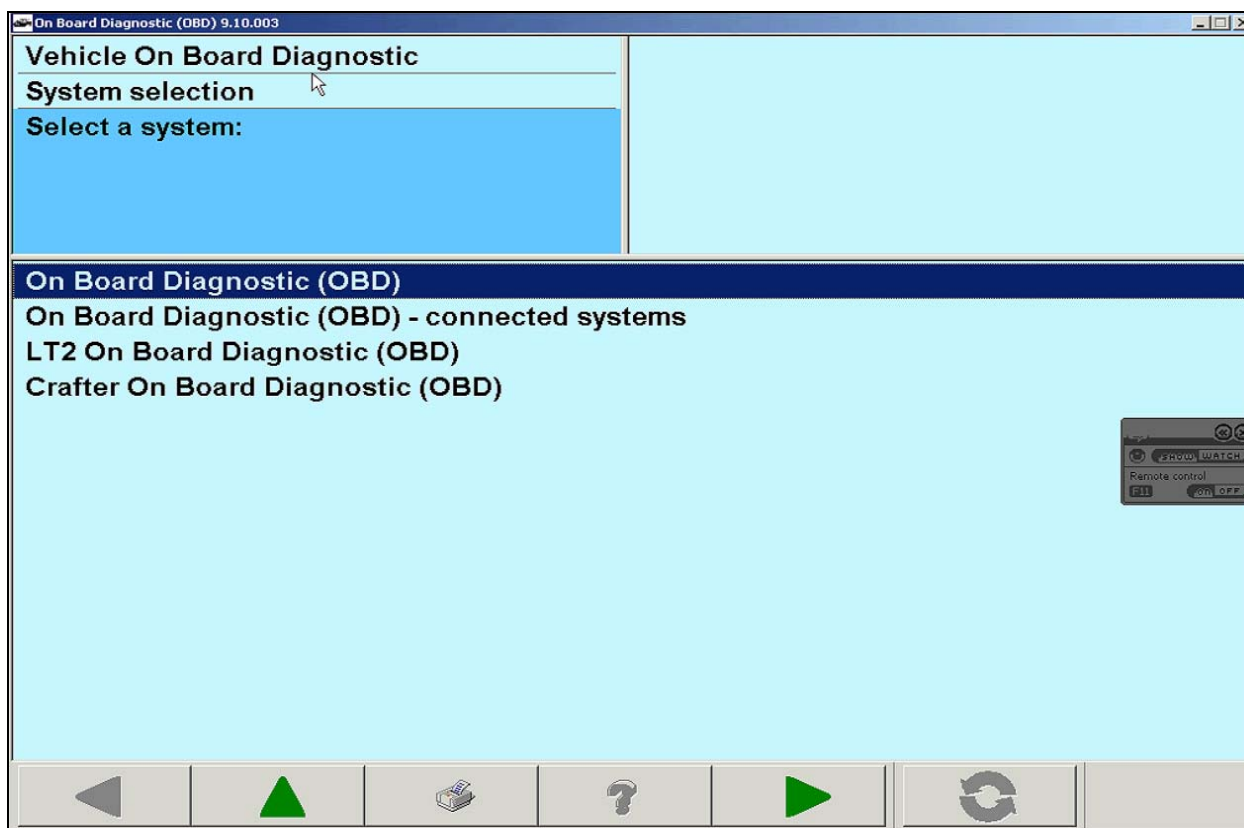 On Board Diagnostic (OBD) 9.10.003
Vehicle On Board Diagnostic
System selection
Select a system:
On Board Diagnostic (OBD)
On Board Diagnostic (OBD) - connected systems
LT2 On Board Diagnostic (OBD)
Crafter On Board Diagnostic (OBD)
SHOW WATCH
Remote control
F11 on OFF
?